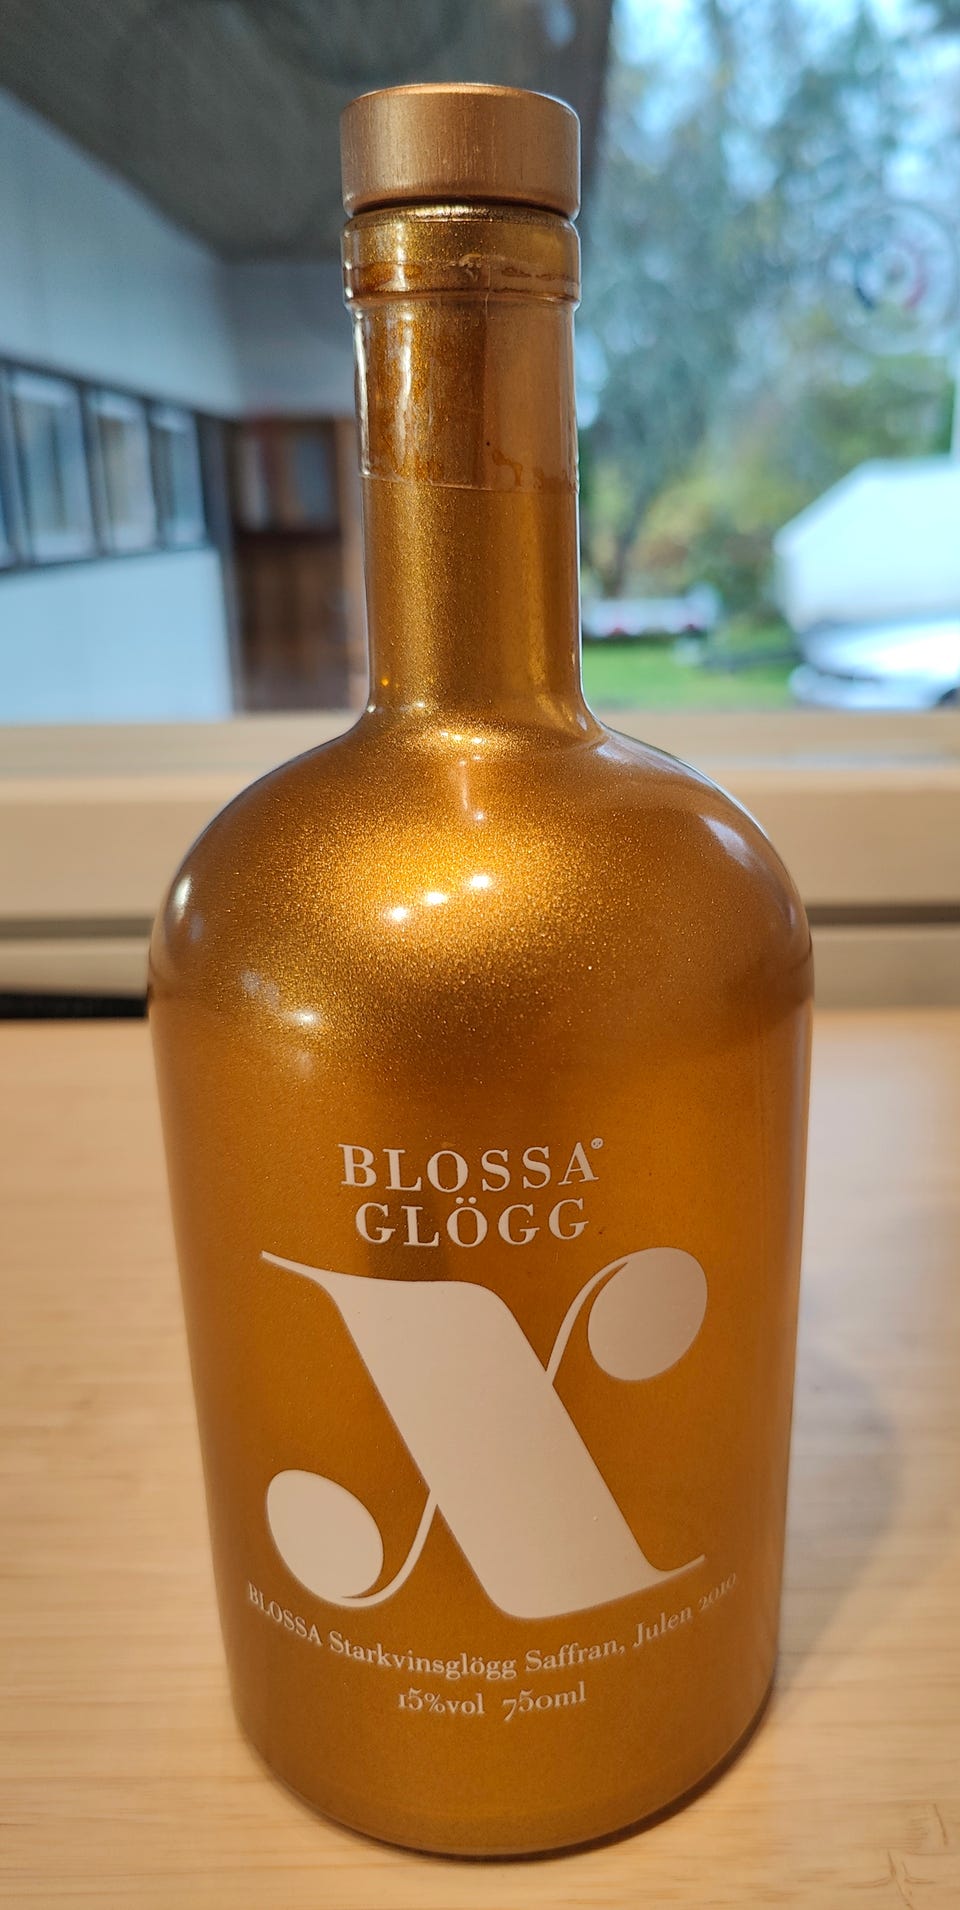 BLOSSA®
GLÖGG
X
BLOSSA Starkvinsglögg Saffran, Julen 2010
15%vol 750ml